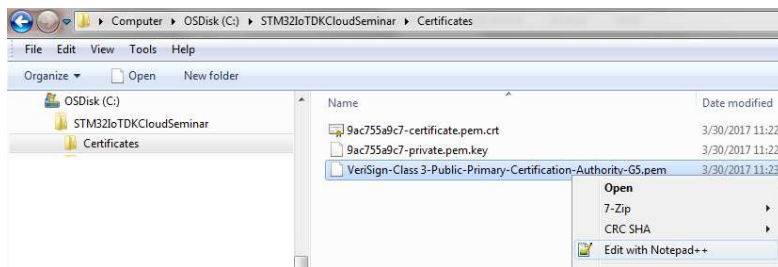 Computer ▸ OSDisk (C:) ▸ STM32IoTDKCloudSeminar ▸ Certificates
File Edit View Tools Help
Organize Open New folder
OSDisk (C:)
STM32IoTDKCloudSeminar
Certificates
Name Date modified
9ac755a9c7-certificate.pem.crt 3/30/2017 11:22
9ac755a9c7-private.pem.key 3/30/2017 11:22
VeriSign-Class 3-Public-Primary-Certification-Authority-G5.pem 3/30/2017 11:23
Open
7-Zip
CRC SHA
Edit with Notepad++